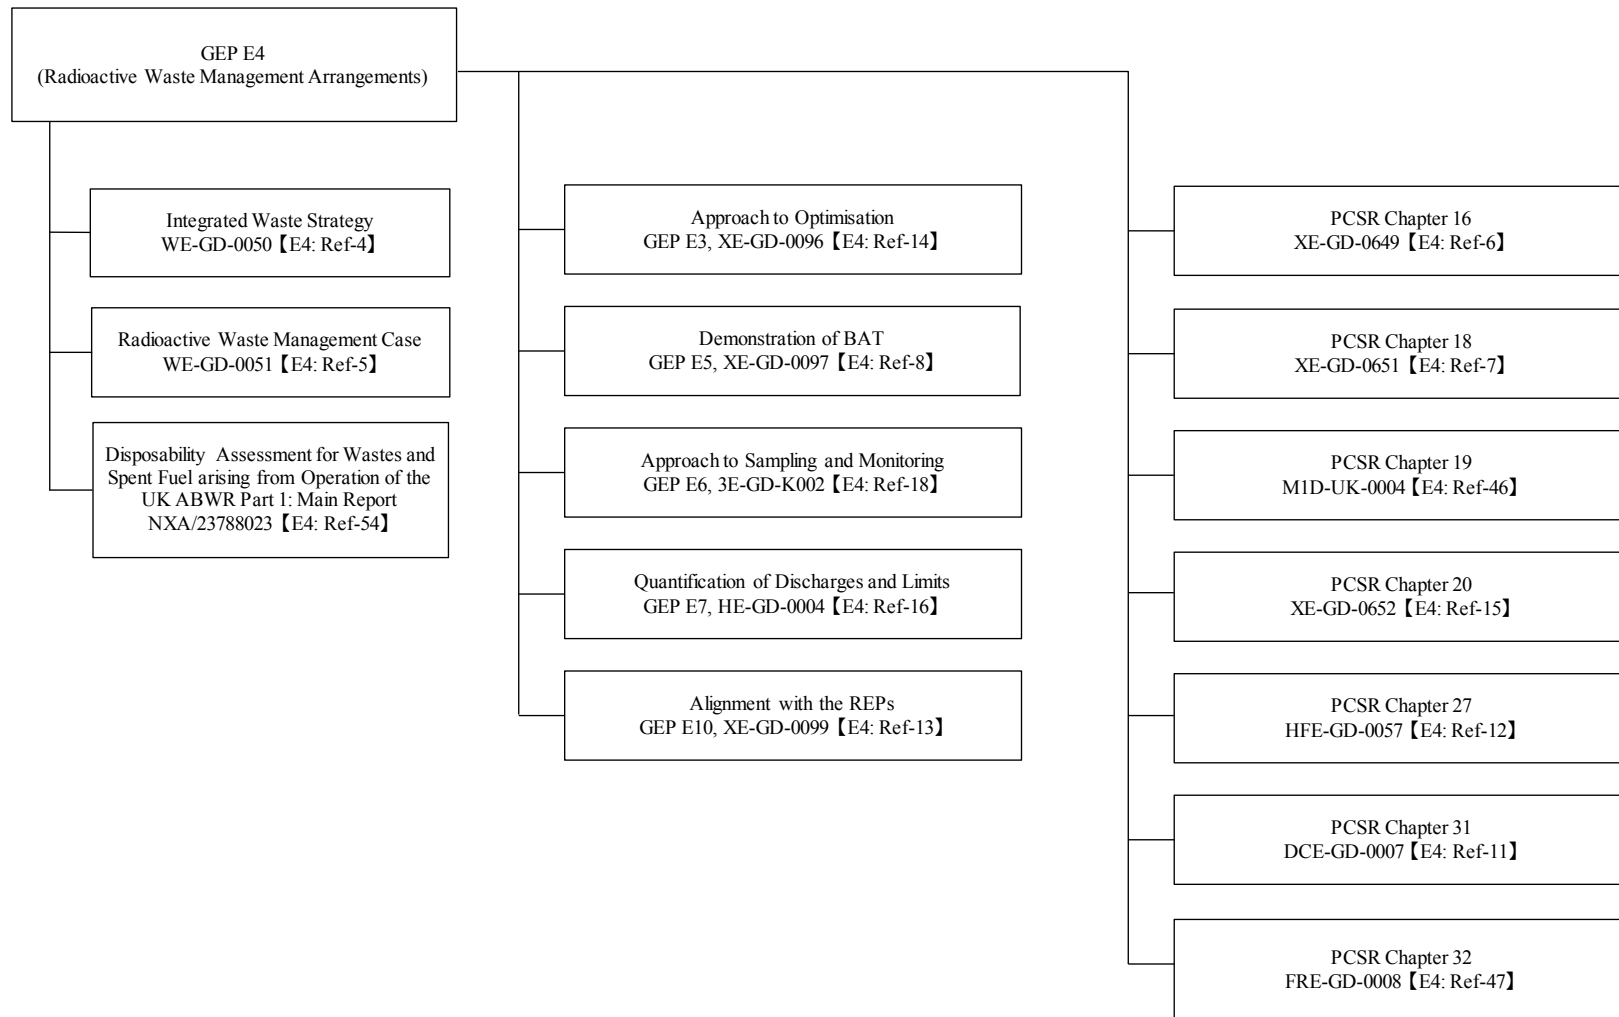 GEP E4
(Radioactive Waste Management Arrangements)
Integrated Waste Strategy
WE-GD-0050【E4: Ref-4】
Radioactive Waste Management Case
WE-GD-0051【E4: Ref-5】
Disposability Assessment for Wastes and
Spent Fuel arising from Operation of the
UK ABWR Part 1: Main Report
NXA/23788023【E4: Ref-54】
Approach to Optimisation
GEP E3, XE-GD-0096【E4: Ref-14】
Demonstration of BAT
GEP E5, XE-GD-0097【E4: Ref-8】
Approach to Sampling and Monitoring
GEP E6, 3E-GD-K002【E4: Ref-18】
Quantification of Discharges and Limits
GEP E7, HE-GD-0004【E4: Ref-16】
Alignment with the REPs
GEP E10, XE-GD-0099【E4: Ref-13】
PCSR Chapter 16
XE-GD-0649【E4: Ref-6】
PCSR Chapter 18
XE-GD-0651【E4: Ref-7】
PCSR Chapter 19
M1D-UK-0004【E4: Ref-46】
PCSR Chapter 20
XE-GD-0652【E4: Ref-15】
PCSR Chapter 27
HFE-GD-0057【E4: Ref-12】
PCSR Chapter 31
DCE-GD-0007【E4: Ref-11】
PCSR Chapter 32
FRE-GD-0008【E4: Ref-47】